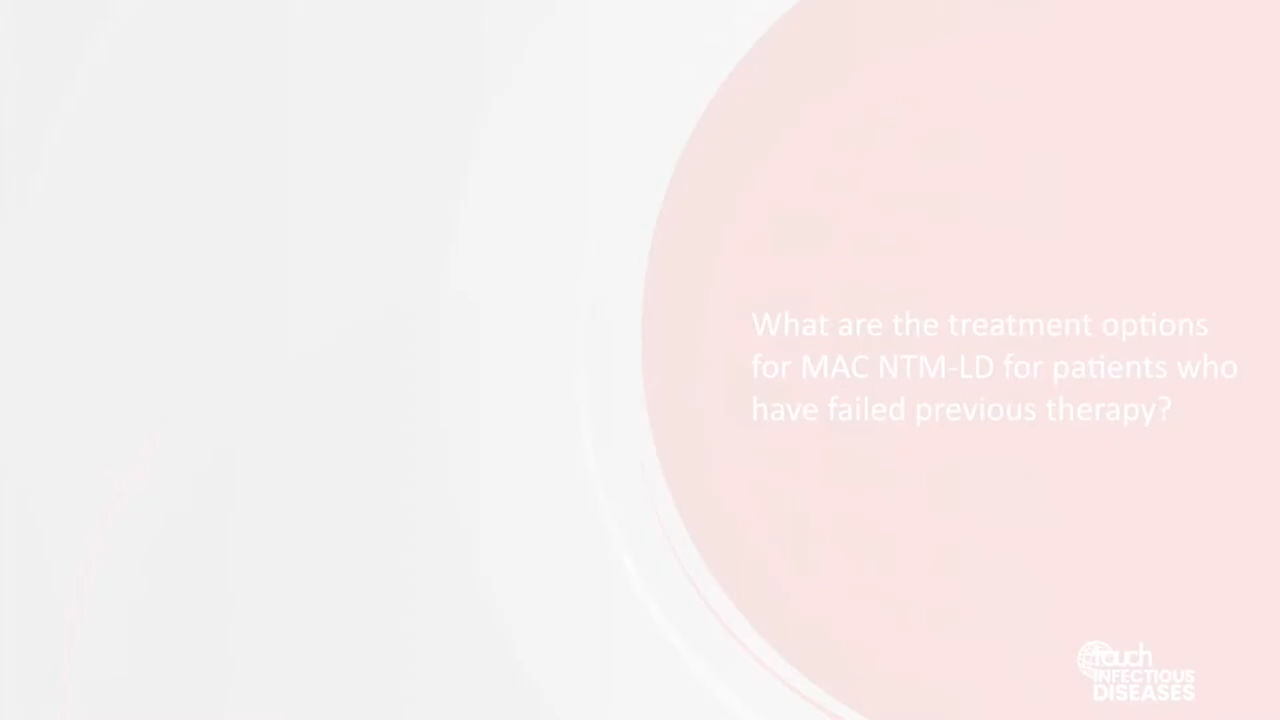 What are the treatment options
for MAC NTM-LD for patients who
have failed previous therapy?
touch
INFECTIOUS
DISEASES